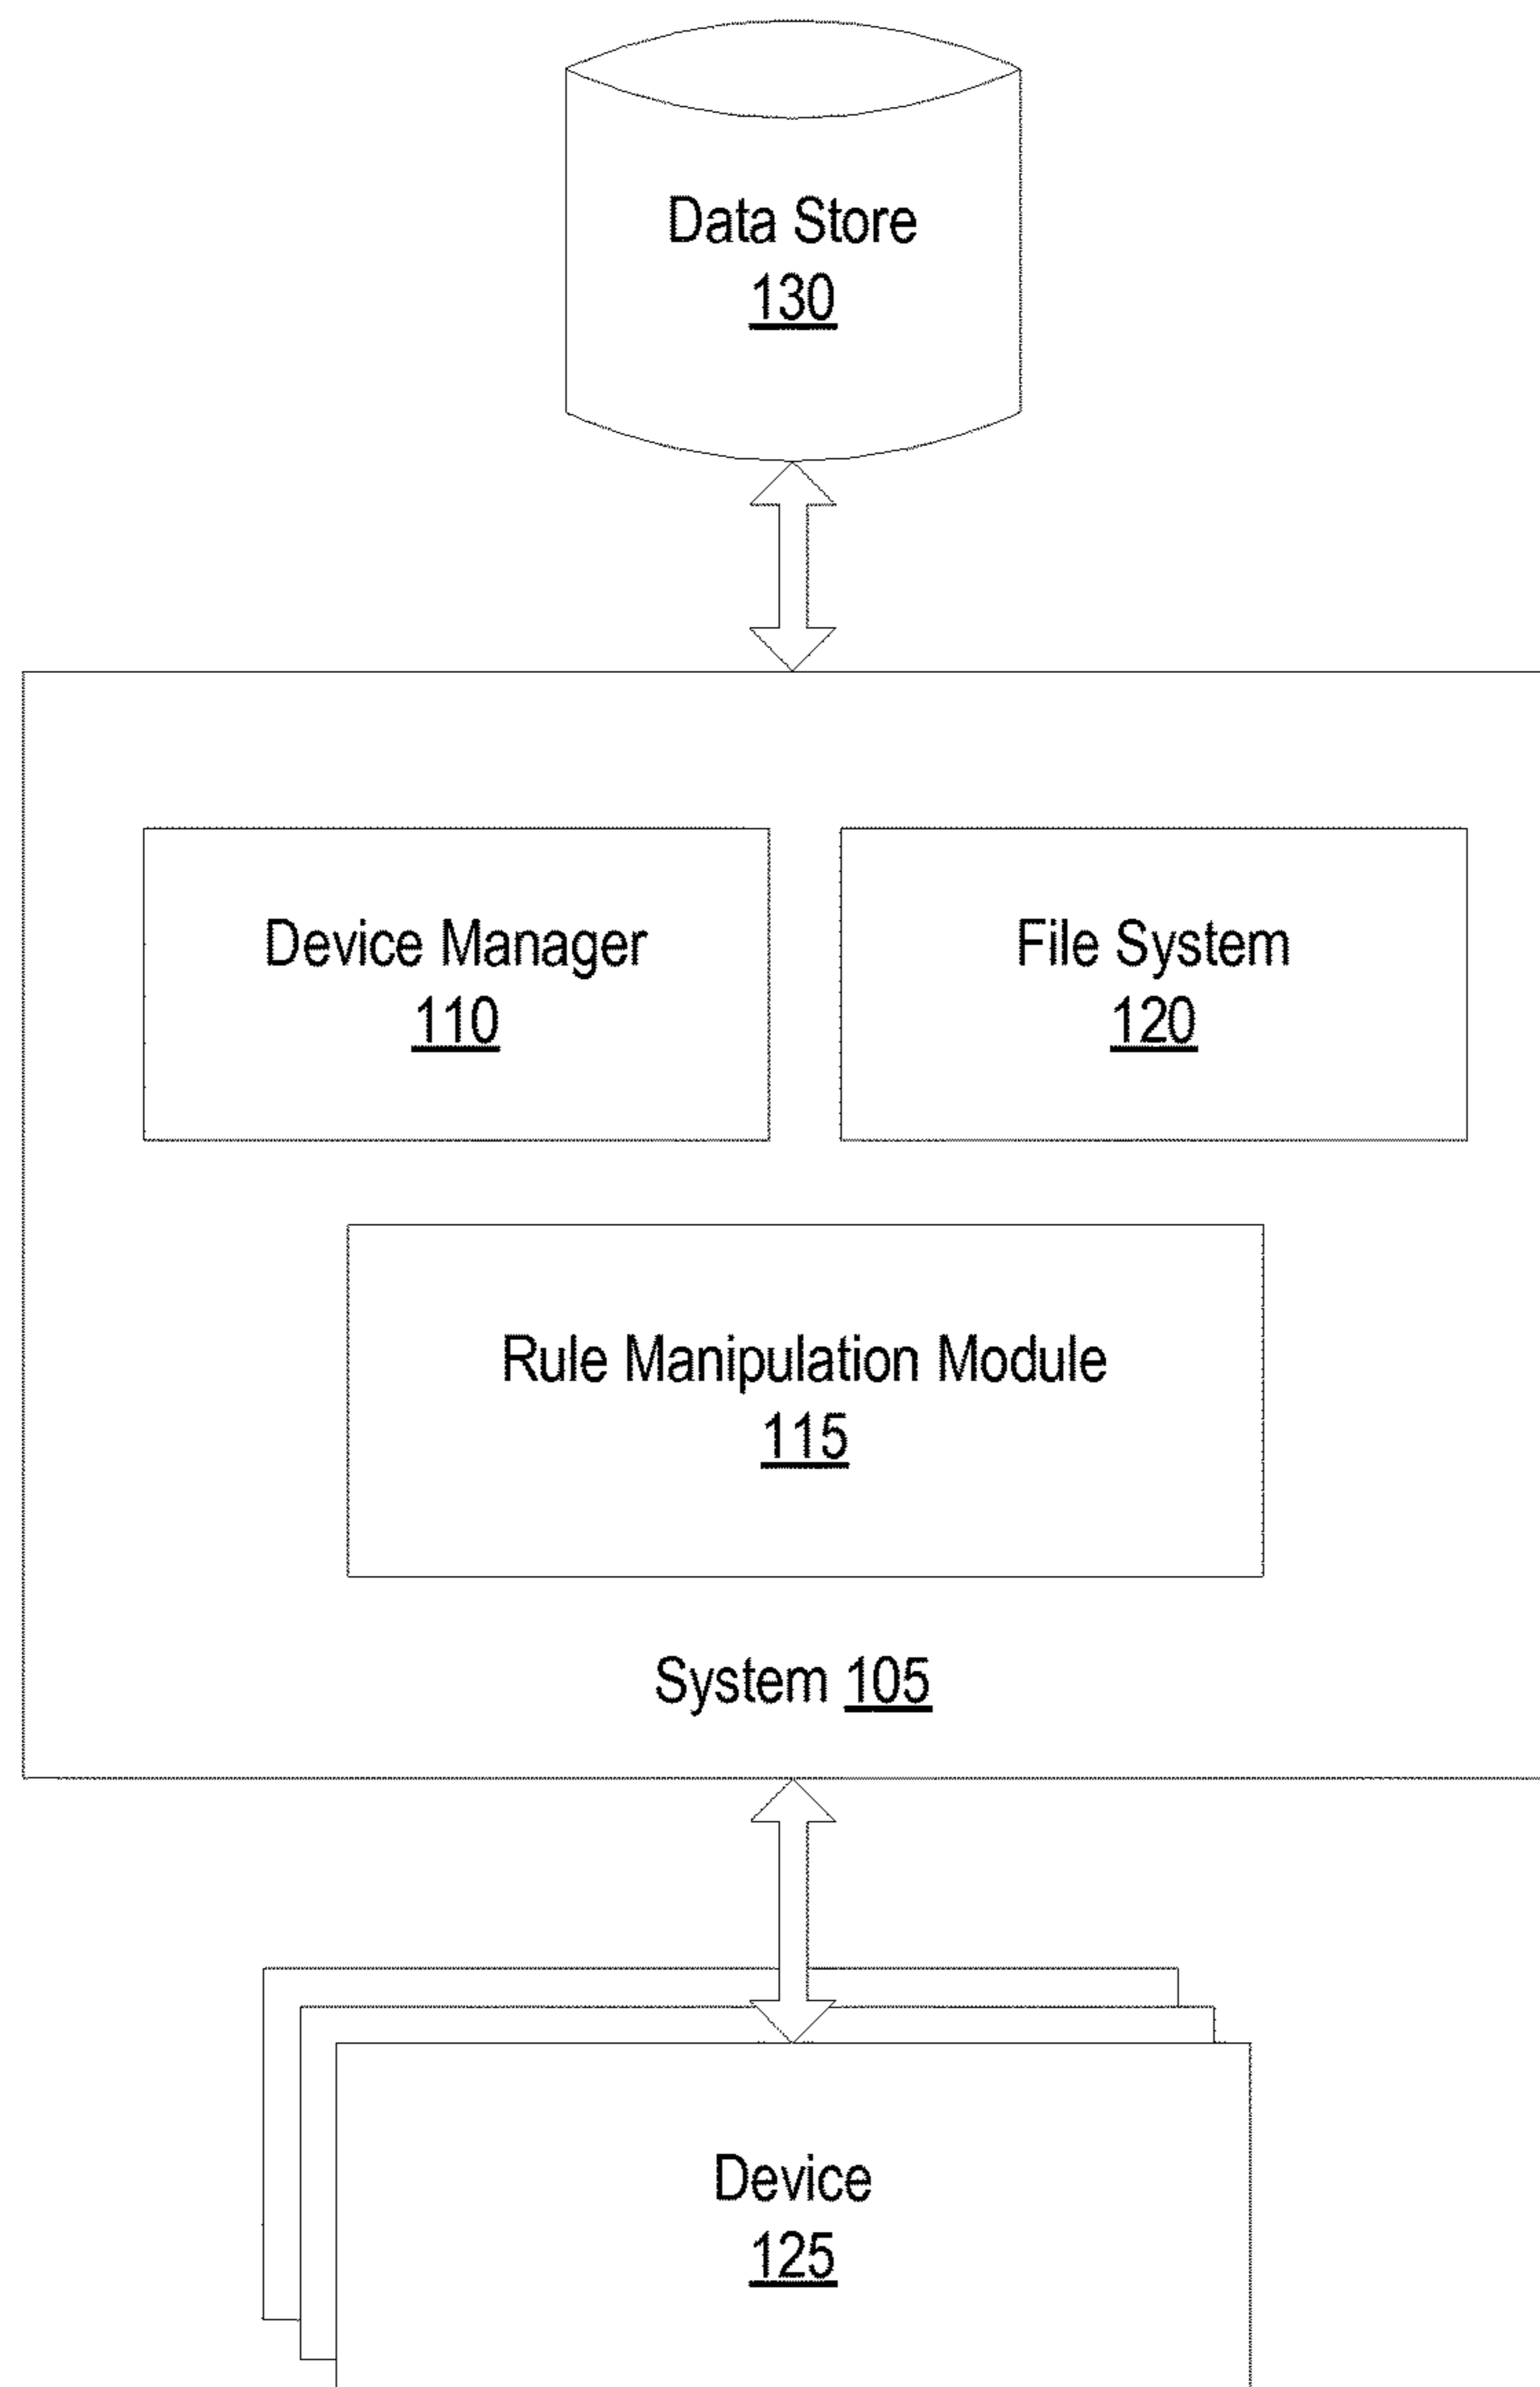 Data Store
130
Device Manager
110
File System
120
Rule Manipulation Module
115
System 105
Device
125